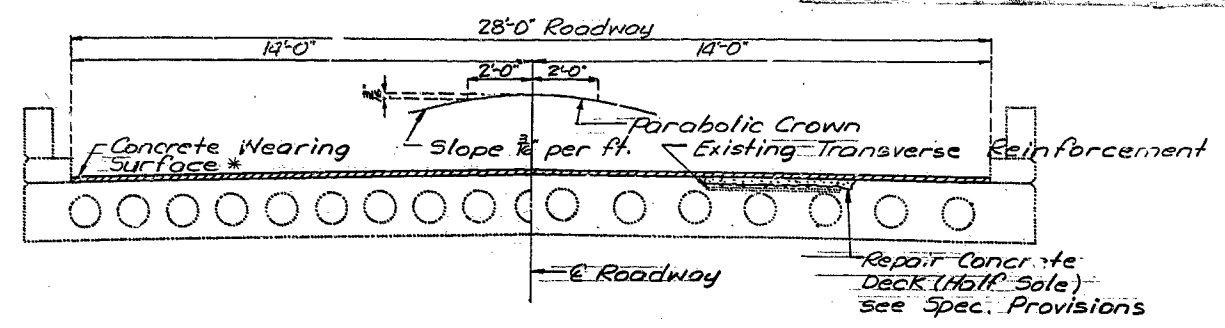 28'-0" Roadway
14'-0" 14'-0"
2'-0" 2'-0"
Parabolic Crown
Concrete Wearing
Surface *
Slope 3/16" per ft.
Existing Transverse Reinforcement
℄ Roadway
Repair Concrete
Deck (Half Sole)
see Spec. Provisions